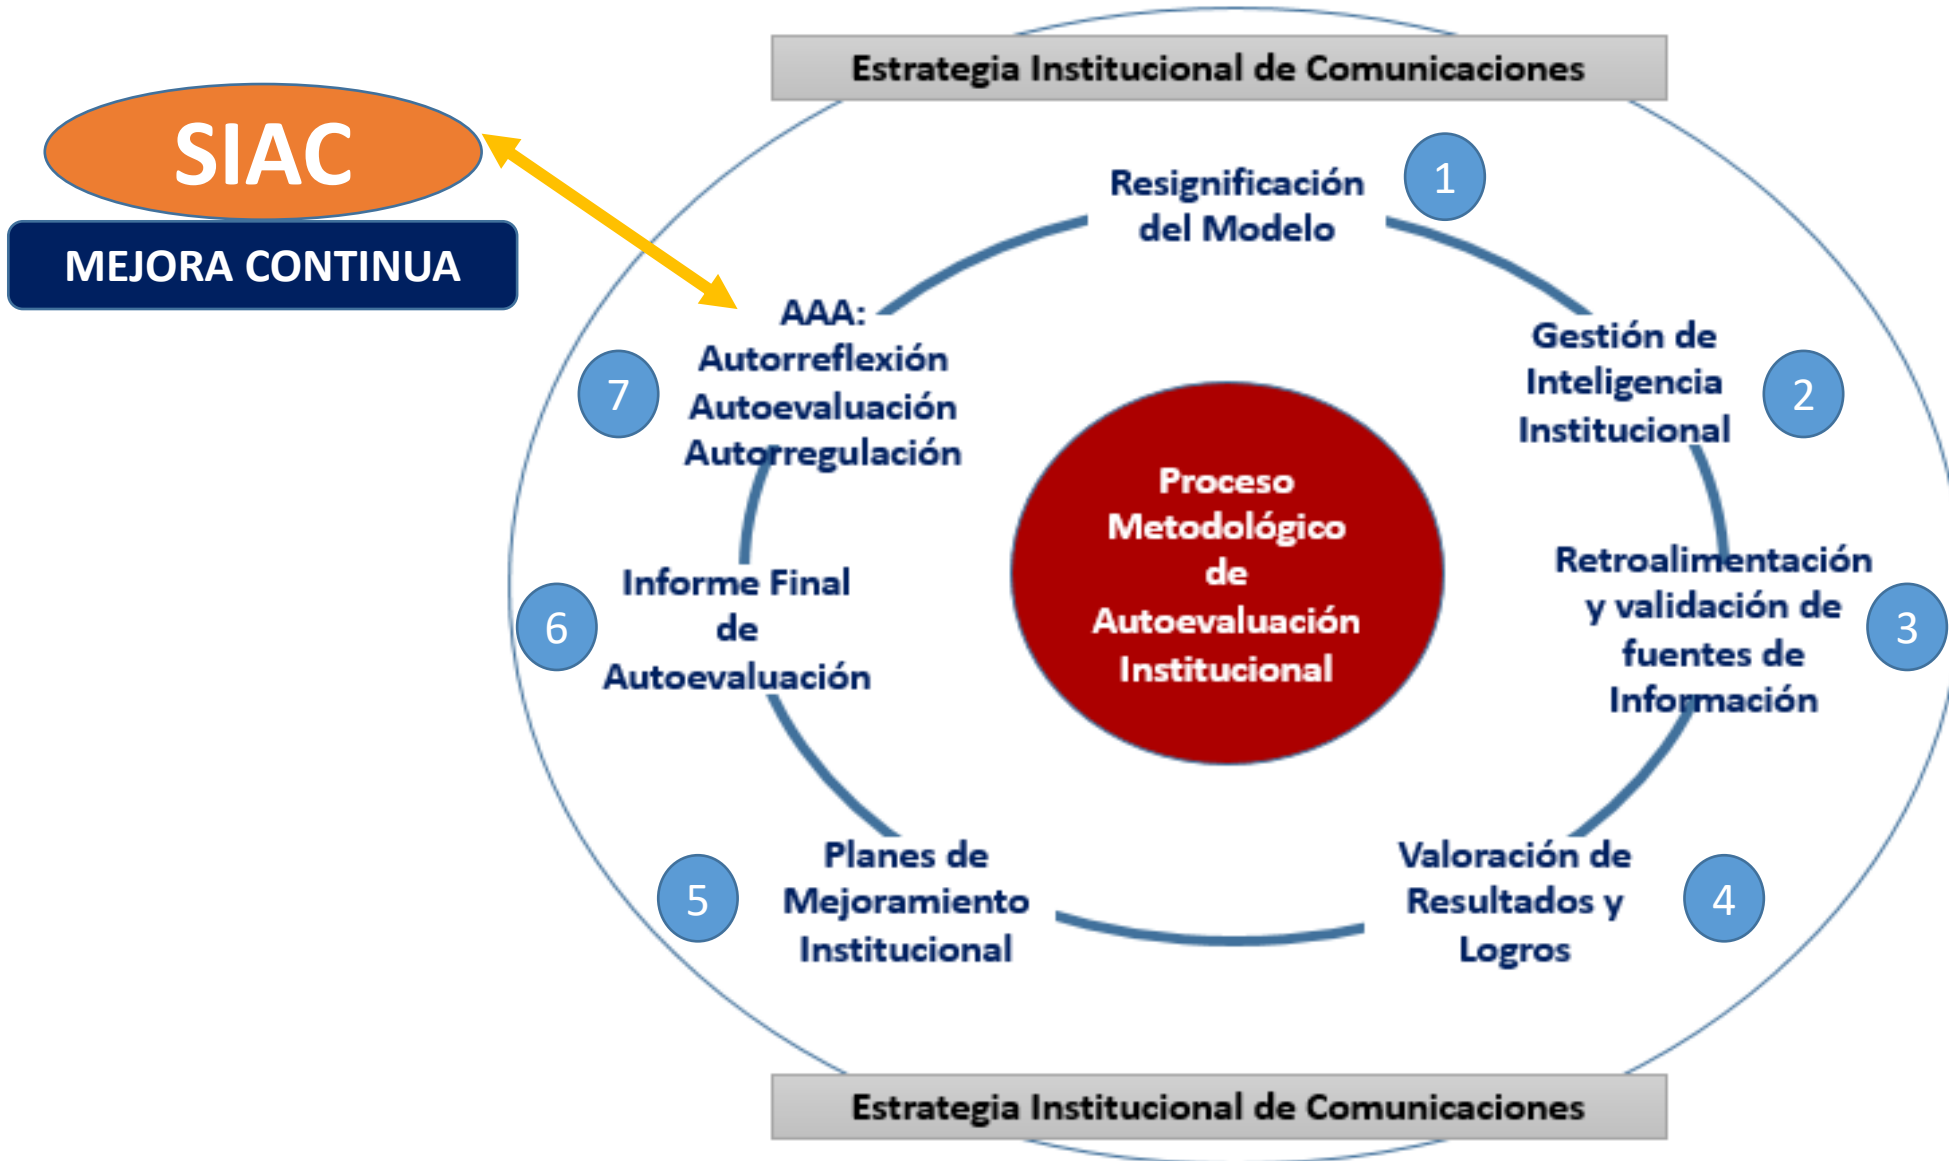 Estrategia Institucional de Comunicaciones
SIAC
MEJORA CONTINUA
Resignificación
del Modelo
1
Gestión de
Inteligencia
Institucional
2
Retroalimentación
y validación de
fuentes de
Información
3
Valoración de
Resultados y
Logros
4
Planes de
Mejoramiento
Institucional
5
Informe Final
de
Autoevaluación
6
AAA:
Autorreflexión
Autoevaluación
Autorregulación
7
Proceso
Metodológico
de
Autoevaluación
Institucional
Estrategia Institucional de Comunicaciones